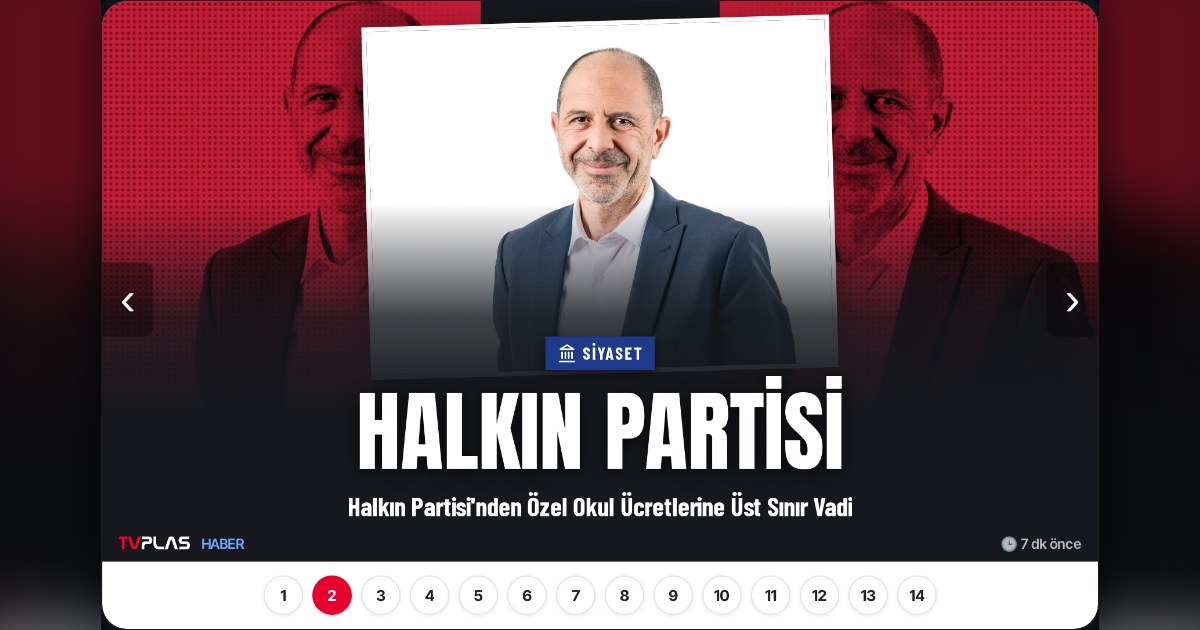 SİYASET
HALKIN PARTİSİ
Halkın Partisi'nden Özel Okul Ücretlerine Üst Sınır Vadi
TVPLAS HABER
7 dk önce
1 2 3 4 5 6 7 8 9 10 11 12 13 14